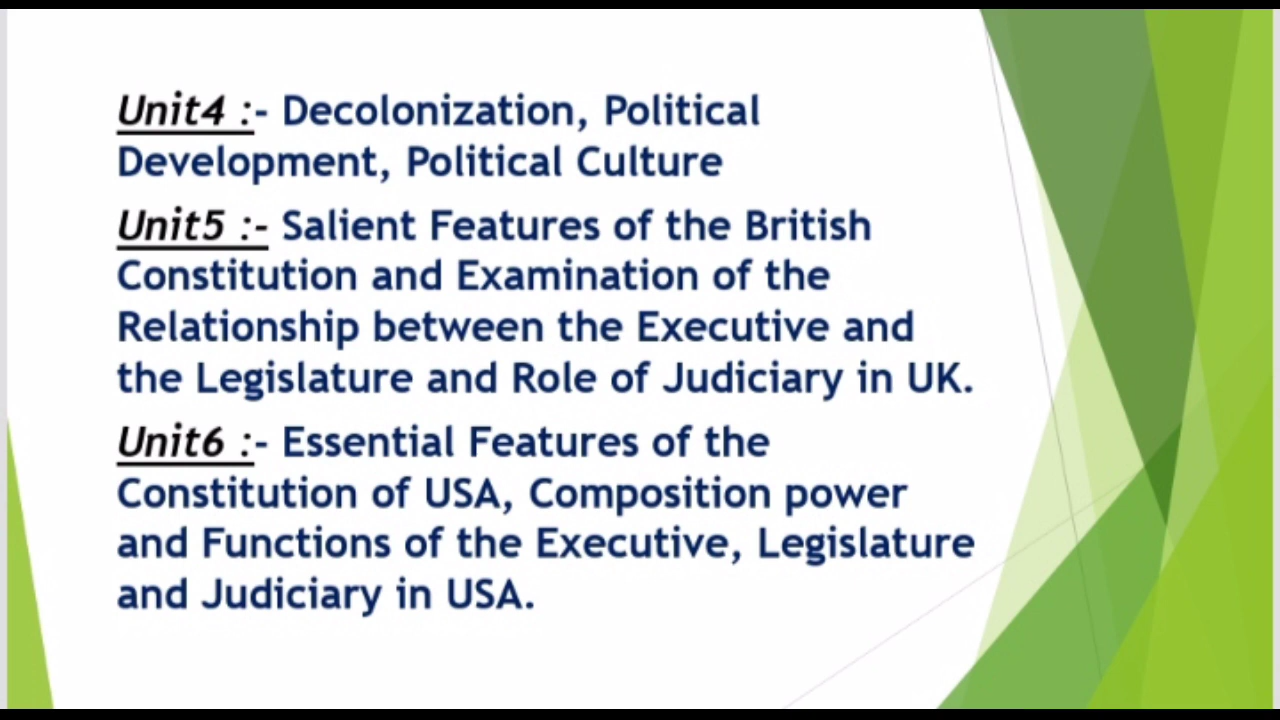 Unit4 :- Decolonization, Political
Development, Political Culture
Unit5 :- Salient Features of the British
Constitution and Examination of the
Relationship between the Executive and
the Legislature and Role of Judiciary in UK.
Unit6 :- Essential Features of the
Constitution of USA, Composition power
and Functions of the Executive, Legislature
and Judiciary in USA.